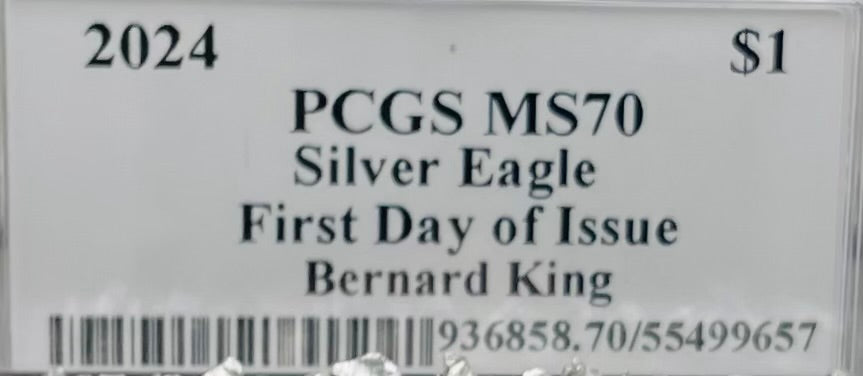 2024 $1
PCGS MS70
Silver Eagle
First Day of Issue
Bernard King
936858.70/55499657